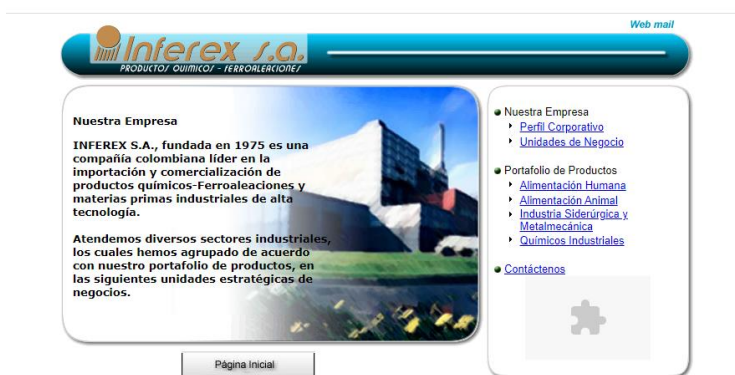 Web mail
Inferex s.a.
PRODUCTOS QUIMICOS - FERROALEACIONES
Nuestra Empresa
INFEREX S.A., fundada en 1975 es una
compañía colombiana líder en la
importación y comercialización de
productos químicos-Ferroaleaciones y
materias primas industriales de alta
tecnología.
Atendemos diversos sectores industriales,
los cuales hemos agrupado de acuerdo
con nuestro portafolio de productos, en
las siguientes unidades estratégicas de
negocios.
Página Inicial
Nuestra Empresa
Perfil Corporativo
Unidades de Negocio
Portafolio de Productos
Alimentación Humana
Alimentación Animal
Industria Siderúrgica y
Metalmecánica
Químicos Industriales
Contáctenos